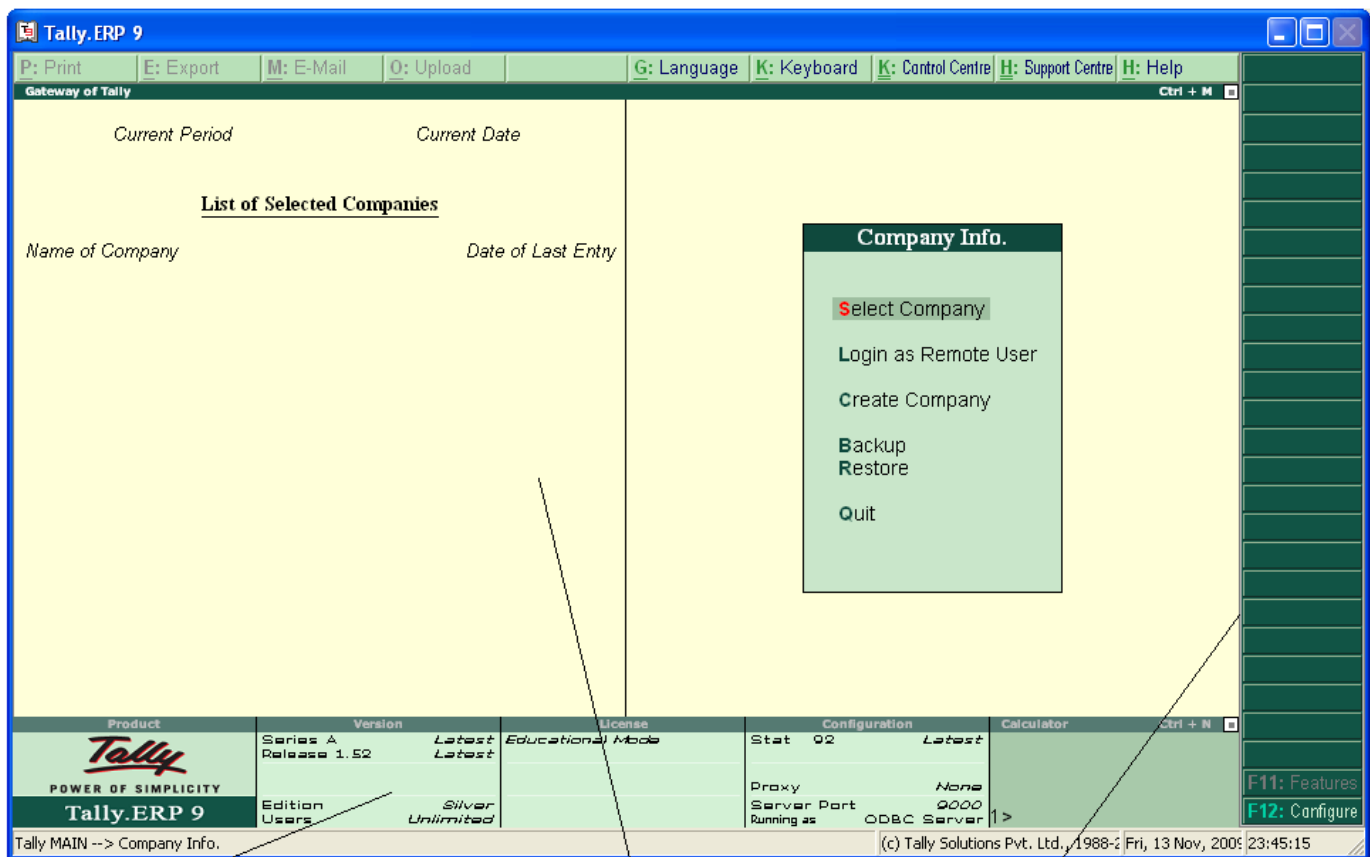 Tally.ERP 9
P: Print E: Export M: E-Mail O: Upload G: Language K: Keyboard K: Control Centre H: Support Centre H: Help
Gateway of Tally Ctrl + M
Current Period Current Date
List of Selected Companies
Name of Company Date of Last Entry
Company Info.
Select Company
Login as Remote User
Create Company
Backup
Restore
Quit
Product Version License Configuration Calculator Ctrl + N
Tally
POWER OF SIMPLICITY
Tally.ERP 9
Series A Latest
Release 1.52 Latest
Edition Silver
Users Unlimited
Educational Mode
Stat 92 Latest
Proxy None
Server Port 9000
Running as ODBC Server
1>
F11: Features
F12: Configure
Tally MAIN --> Company Info. (c) Tally Solutions Pvt. Ltd., 1988-2 Fri, 13 Nov, 2009 23:45:15